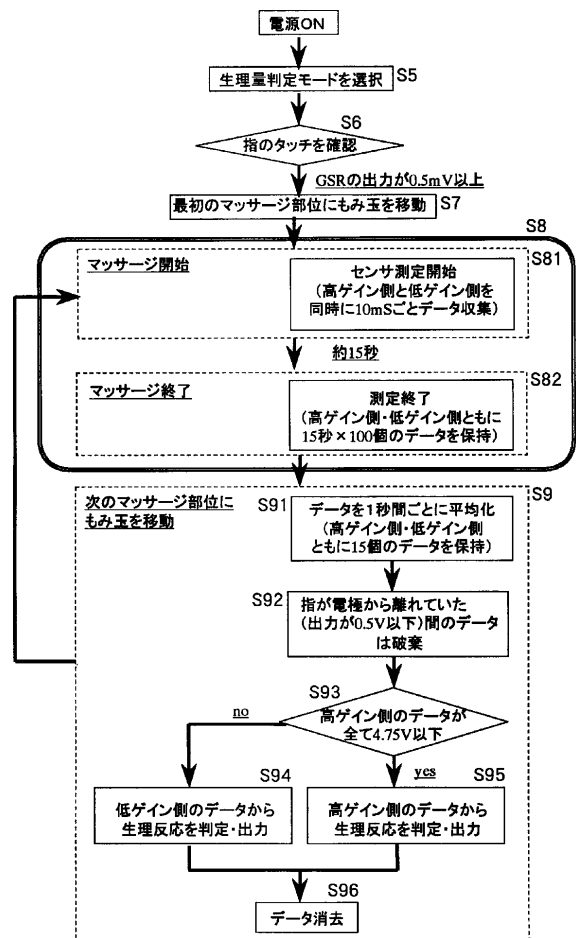 電源ON
生理量判定モードを選択
S5
S6
指のタッチを確認
GSRの出力が0.5mV以上
最初のマッサージ部位にもみ玉を移動
S7
S8
S81
マッサージ開始
センサ測定開始
(高ゲイン側と低ゲイン側を
同時に10mSごとデータ収集)
約15秒
S82
マッサージ終了
測定終了
(高ゲイン側・低ゲイン側ともに
15秒×100個のデータを保持)
S9
次のマッサージ部位に
もみ玉を移動
S91
データを1秒間ごとに平均化
(高ゲイン側・低ゲイン側
ともに15個のデータを保持)
S92
指が電極から離れていた
(出力が0.5V以下)間のデータ
は破棄
S93
高ゲイン側のデータが
全て4.75V以下
no
yes
S94
低ゲイン側のデータから
生理反応を判定・出力
S95
高ゲイン側のデータから
生理反応を判定・出力
S96
データ消去